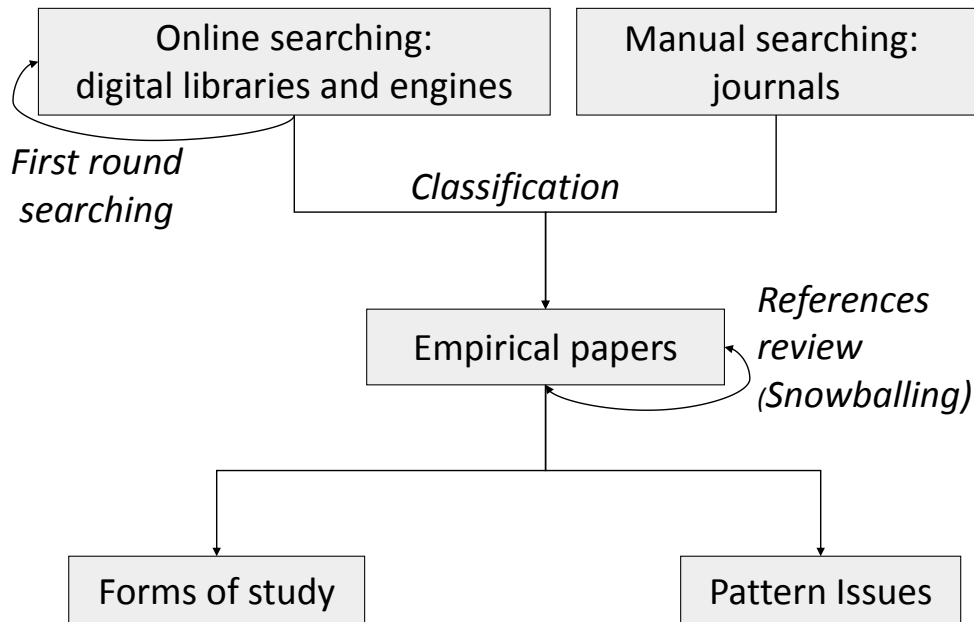 Online searching:
digital libraries and engines
Manual searching:
journals
First round
searching
Classification
References
review
(Snowballing)
Empirical papers
Forms of study
Pattern Issues